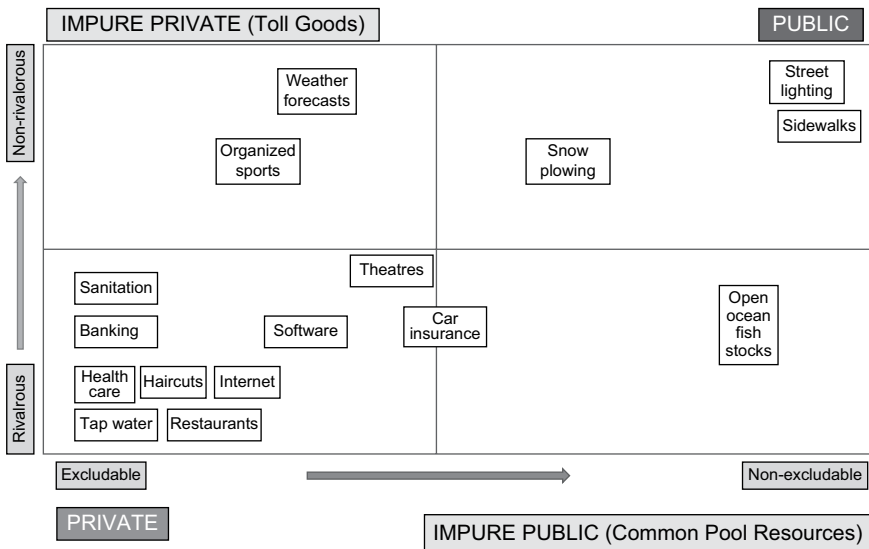 IMPURE PRIVATE (Toll Goods)
PUBLIC
Non-rivalorous
Rivalrous
Weather
forecasts
Street
lighting
Sidewalks
Organized
sports
Snow
plowing
Theatres
Sanitation
Banking
Software
Car
insurance
Open
ocean
fish
stocks
Health
care
Haircuts
Internet
Tap water
Restaurants
Excludable
Non-excludable
PRIVATE
IMPURE PUBLIC (Common Pool Resources)